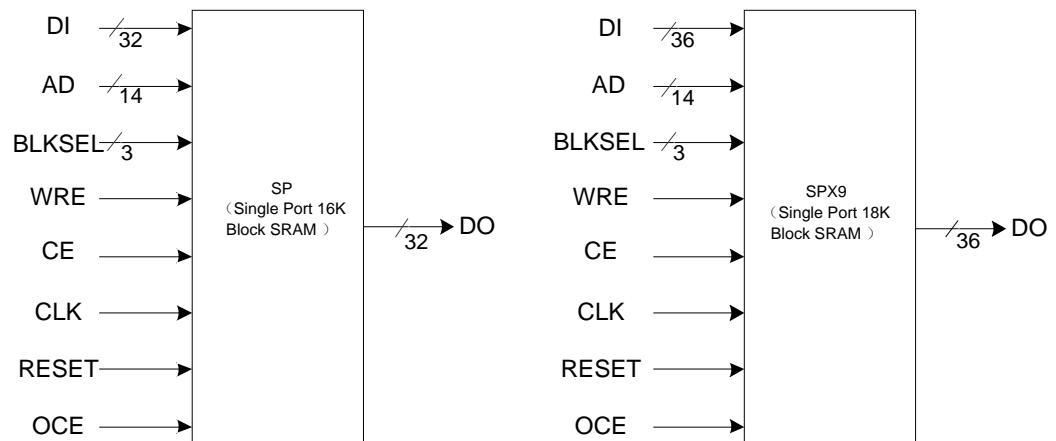 DI
32
AD
14
BLKSEL
3
WRE
CE
CLK
RESET
OCE
SP
（Single Port 16K
Block SRAM ）
32
DO
DI
36
AD
14
BLKSEL
3
WRE
CE
CLK
RESET
OCE
SPX9
（Single Port 18K
Block SRAM ）
36
DO